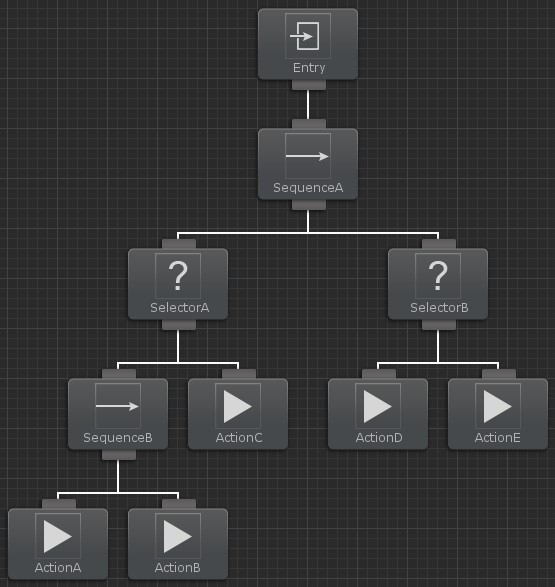 Entry
SequenceA
?
SelectorA
?
SelectorB
SequenceB
ActionC
ActionD
ActionE
ActionA
ActionB